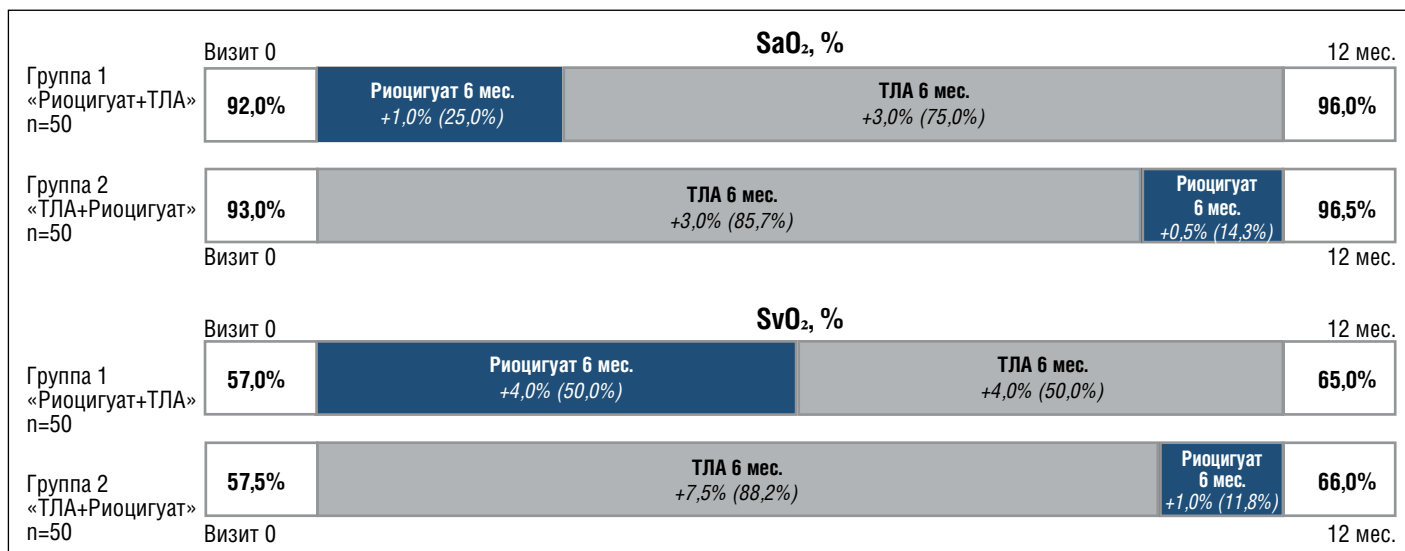 SaO₂, %
Визит 0
12 мес.
Группа 1
«Риоцигуат+ТЛА»
n=50
92,0%
Риоцигуат 6 мес.
+1,0% (25,0%)
ТЛА 6 мес.
+3,0% (75,0%)
96,0%
Группа 2
«ТЛА+Риоцигуат»
n=50
93,0%
ТЛА 6 мес.
+3,0% (85,7%)
Риоцигуат
6 мес.
+0,5% (14,3%)
96,5%
Визит 0
12 мес.
SvO₂, %
Визит 0
12 мес.
Группа 1
«Риоцигуат+ТЛА»
n=50
57,0%
Риоцигуат 6 мес.
+4,0% (50,0%)
ТЛА 6 мес.
+4,0% (50,0%)
65,0%
Группа 2
«ТЛА+Риоцигуат»
n=50
57,5%
ТЛА 6 мес.
+7,5% (88,2%)
Риоцигуат
6 мес.
+1,0% (11,8%)
66,0%
Визит 0
12 мес.